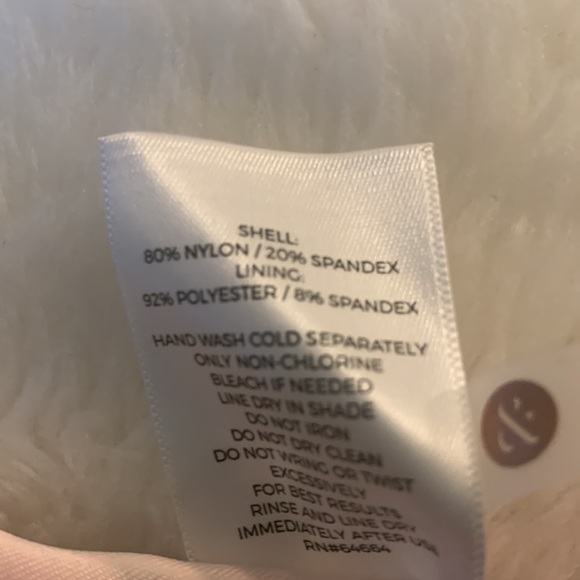 SHELL:
80% NYLON / 20% SPANDEX
LINING:
92% POLYESTER / 8% SPANDEX
HAND WASH COLD SEPARATELY
ONLY NON-CHLORINE
BLEACH IF NEEDED
LINE DRY IN SHADE
DO NOT IRON
DO NOT DRY CLEAN
DO NOT WRING OR TWIST
EXCESSIVELY
FOR BEST RESULTS
RINSE AND LINE DRY
IMMEDIATELY AFTER USE
RN#64664